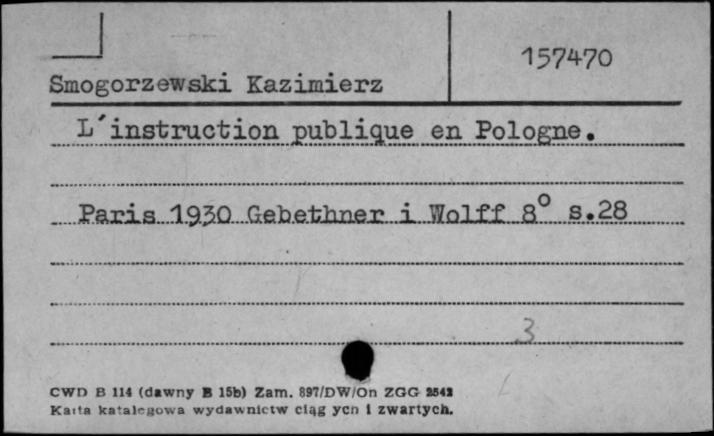 157470
Smogorzewski Kazimierz
L'instruction publique en Pologne.
Paris 1930 Gebethner i Wolff 8° s.28
3
CWD B 114 (dawny B 15b) Zam. 897/DW/On ZGG 2542
Karta katalogowa wydawnictw ciąg ych i zwartych.